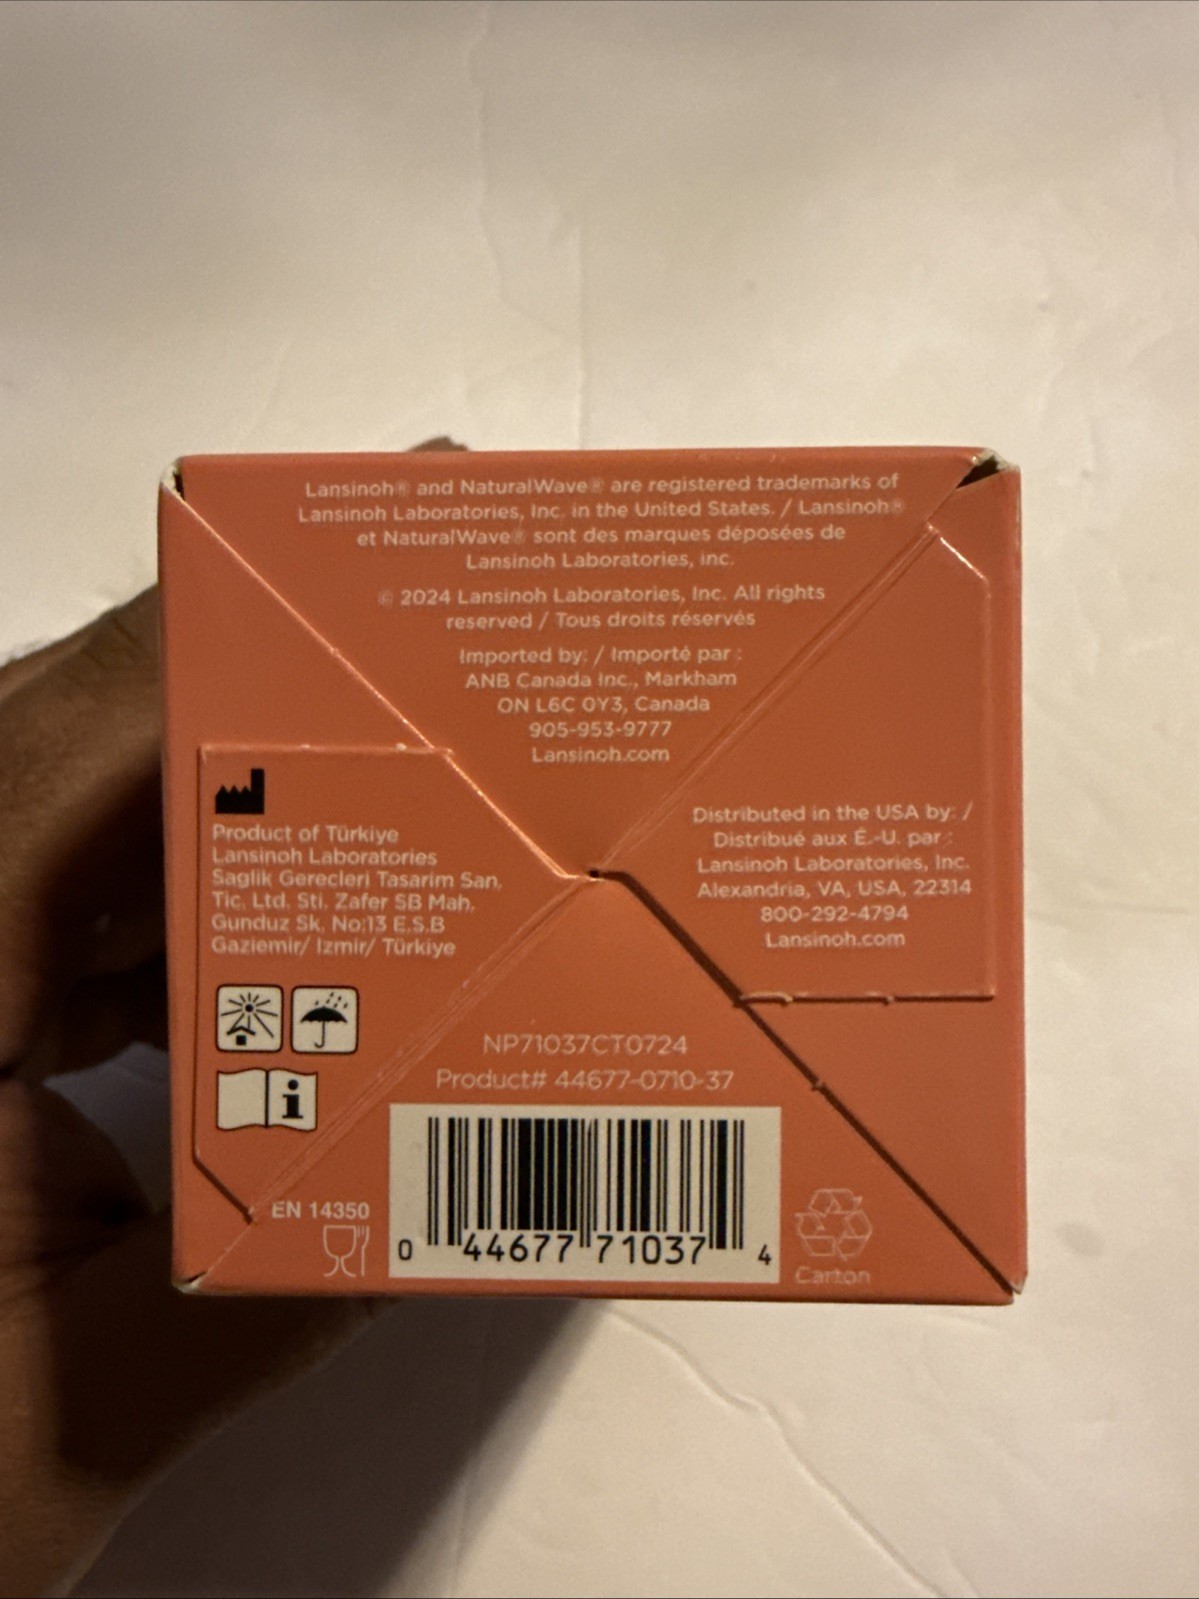 Lansinoh® and NaturalWave® are registered trademarks of
Lansinoh Laboratories, Inc. in the United States. / Lansinoh®
et NaturalWave® sont des marques déposées de
Lansinoh Laboratories, inc.
© 2024 Lansinoh Laboratories, Inc. All rights
reserved / Tous droits réservés
Imported by: / Importé par :
ANB Canada Inc., Markham
ON L6C 0Y3, Canada
905-953-9777
Lansinoh.com
Product of Türkiye
Lansinoh Laboratories
Saglik Gerecleri Tasarim San.
Tic. Ltd. Sti. Zafer SB Mah.
Gunduz Sk. No:13 E.S.B
Gaziemir/ Izmir/ Türkiye
Distributed in the USA by: /
Distribué aux É.-U. par :
Lansinoh Laboratories, Inc.
Alexandria, VA, USA, 22314
800-292-4794
Lansinoh.com
i
NP71037CT0724
Product# 44677-0710-37
EN 14350
0 44677 71037 4
Carton